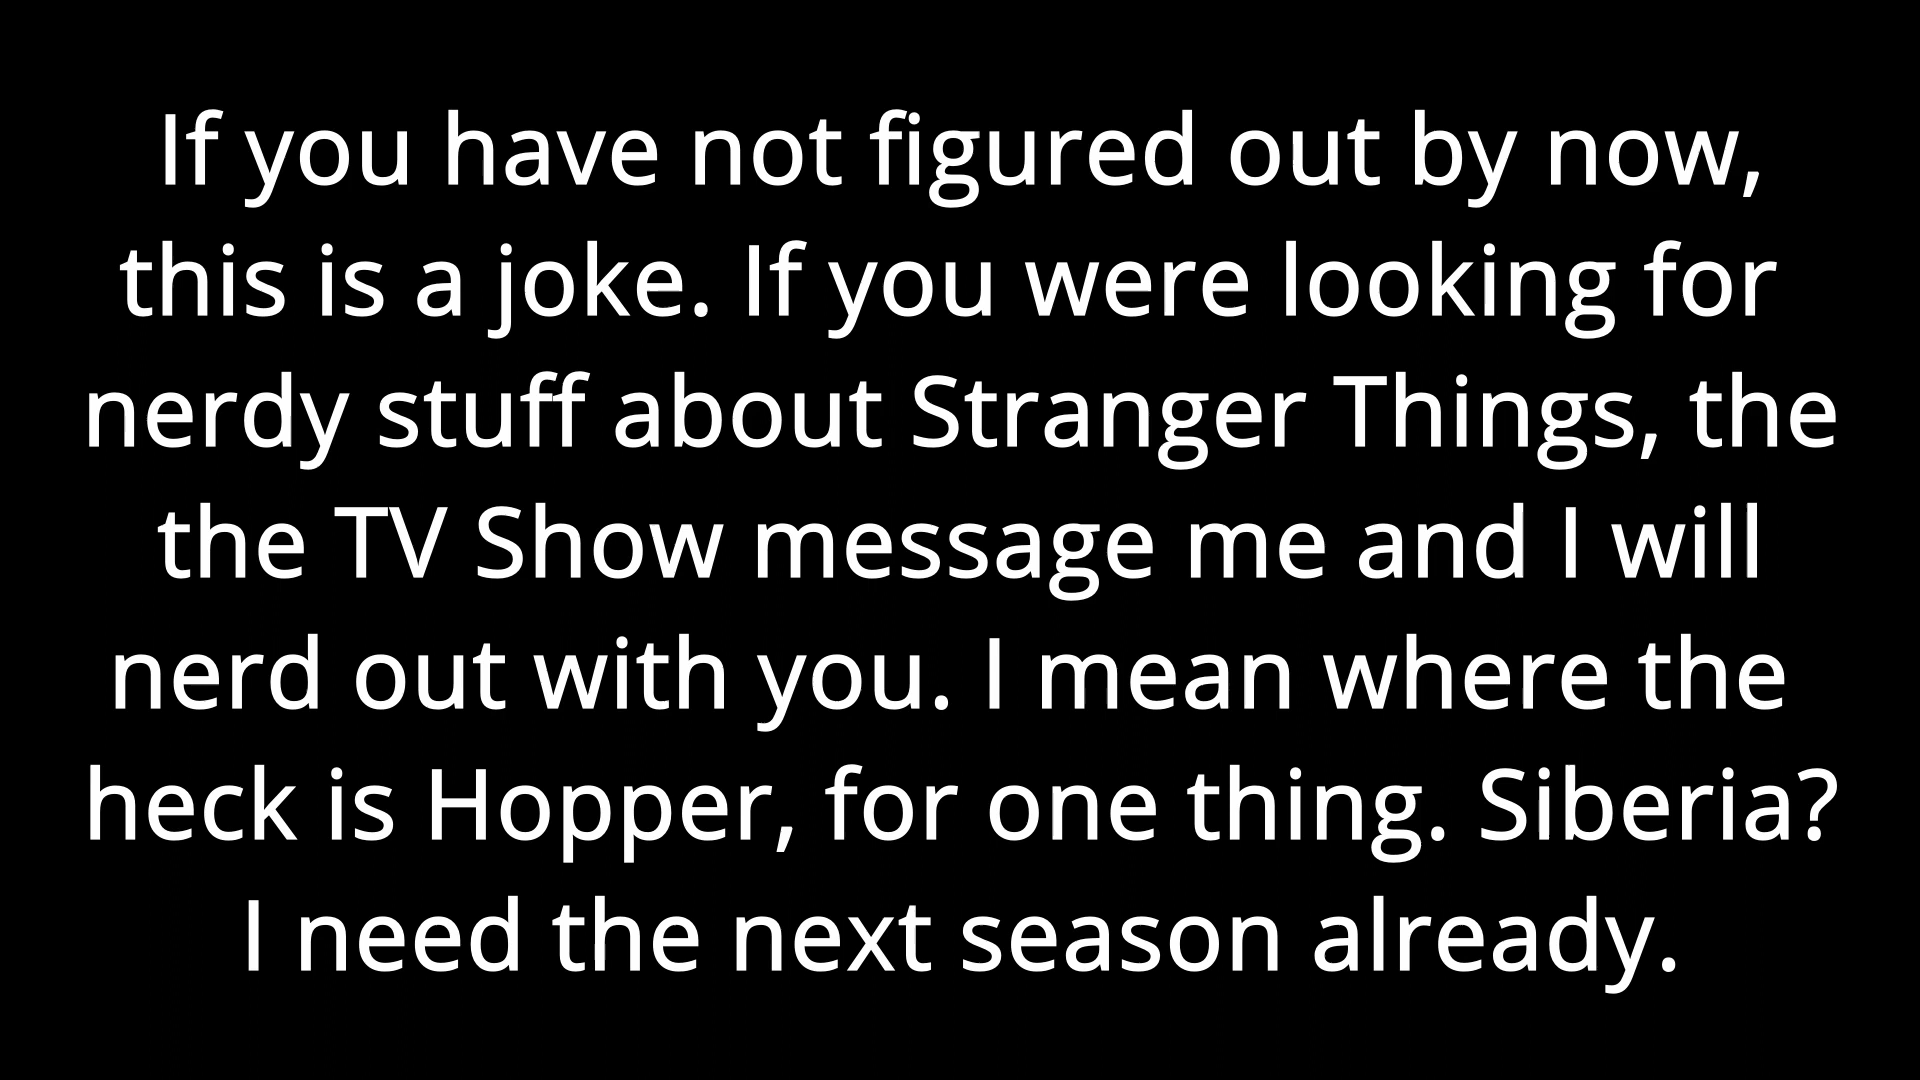 If you have not figured out by now,
this is a joke. If you were looking for
nerdy stuff about Stranger Things, the
the TV Show message me and I will
nerd out with you. I mean where the
heck is Hopper, for one thing. Siberia?
I need the next season already.